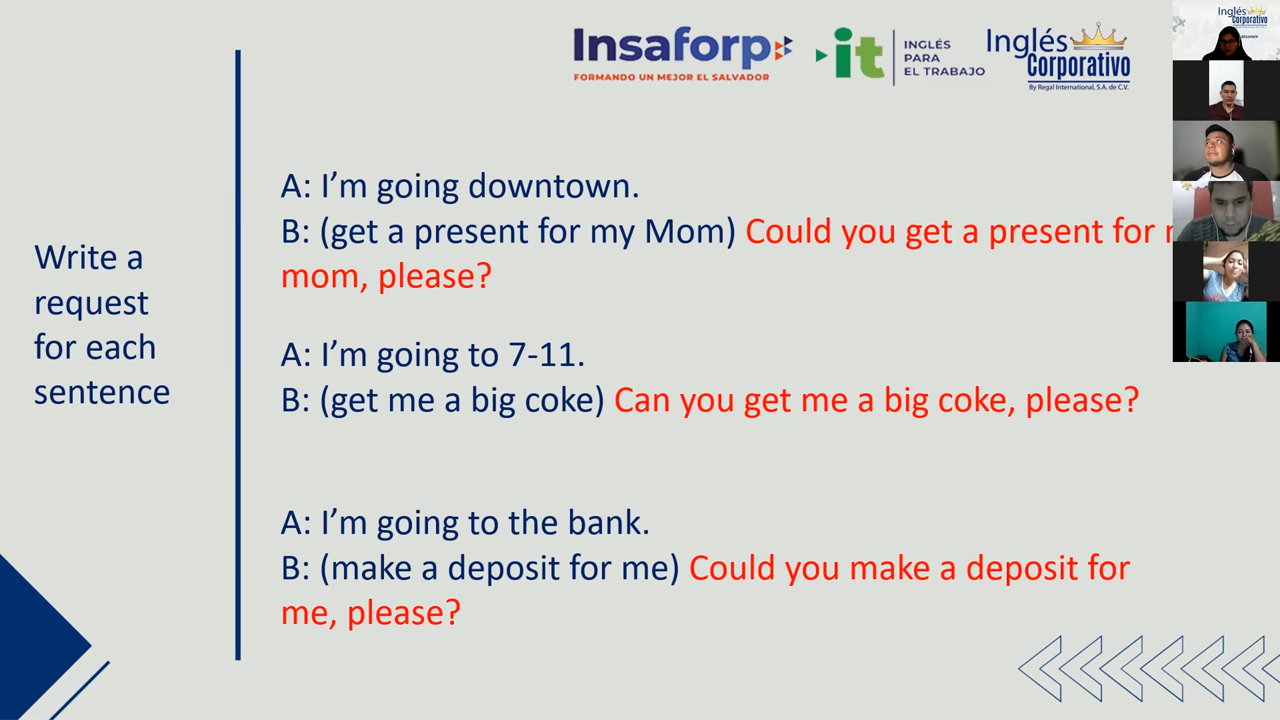 Insaforp
FORMANDO UN MEJOR EL SALVADOR
it
INGLÉS
PARA
EL TRABAJO
Inglés
Corporativo
By Regal International, S.A. de C.V.
Inglés
Corporativo
Write a
request
for each
sentence
A: I’m going downtown.
B: (get a present for my Mom) Could you get a present for
mom, please?
A: I’m going to 7-11.
B: (get me a big coke) Can you get me a big coke, please?
A: I’m going to the bank.
B: (make a deposit for me) Could you make a deposit for
me, please?